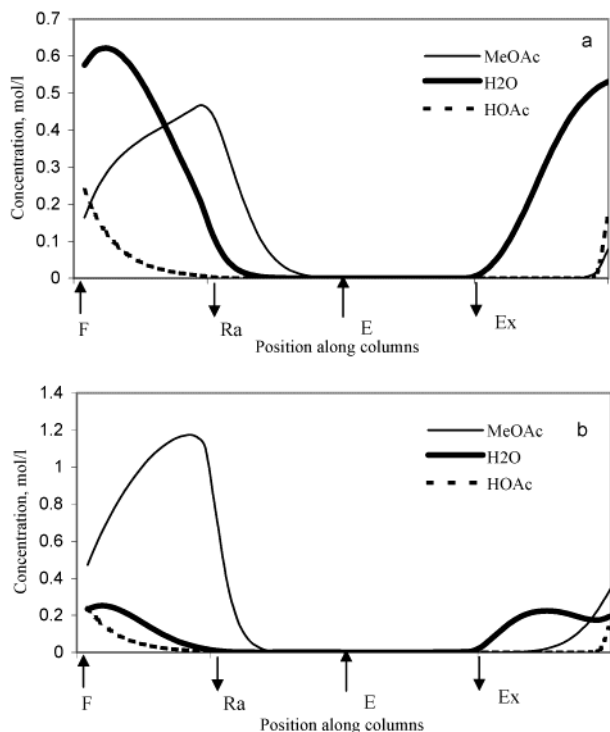 0.7
a
MeOAc
0.6
H2O
0.5
HOAc
0.4
0.3
0.2
0.1
0
Concentration, mol/l
F
Ra
E
Ex
Position along columns
1.4
b
MeOAc
1.2
H2O
1
HOAc
0.8
0.6
0.4
0.2
0
Concentration, mol/l
F
Ra
E
Ex
Position along columns